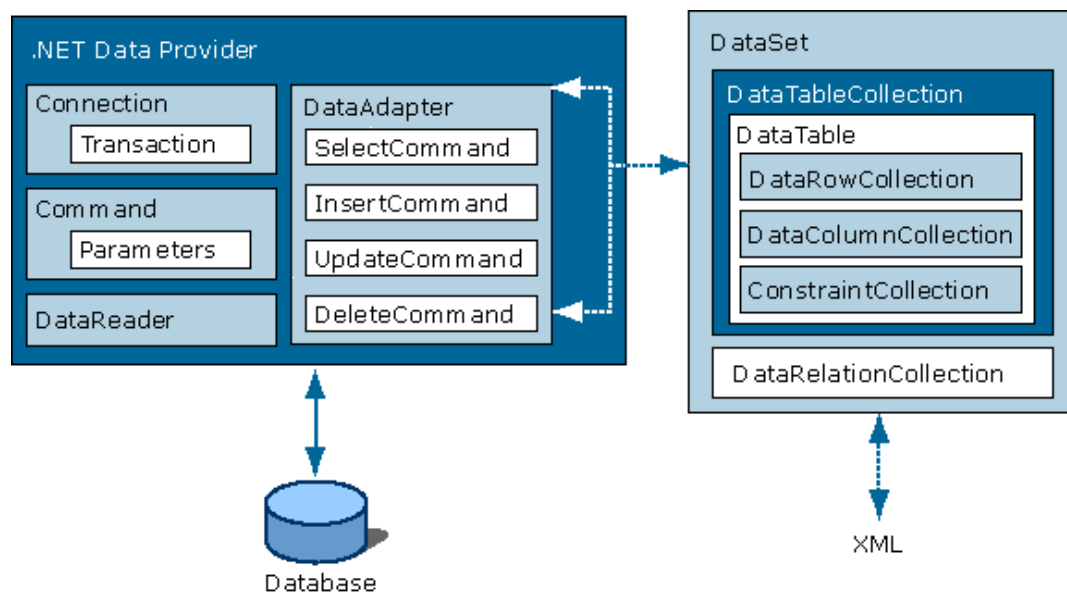 .NET Data Provider
Connection
Transaction
Command
Parameters
DataReader
DataAdapter
SelectCommand
InsertCommand
UpdateCommand
DeleteCommand
DataSet
DataTableCollection
DataTable
DataRowCollection
DataColumnCollection
ConstraintCollection
DataRelationCollection
Database
XML